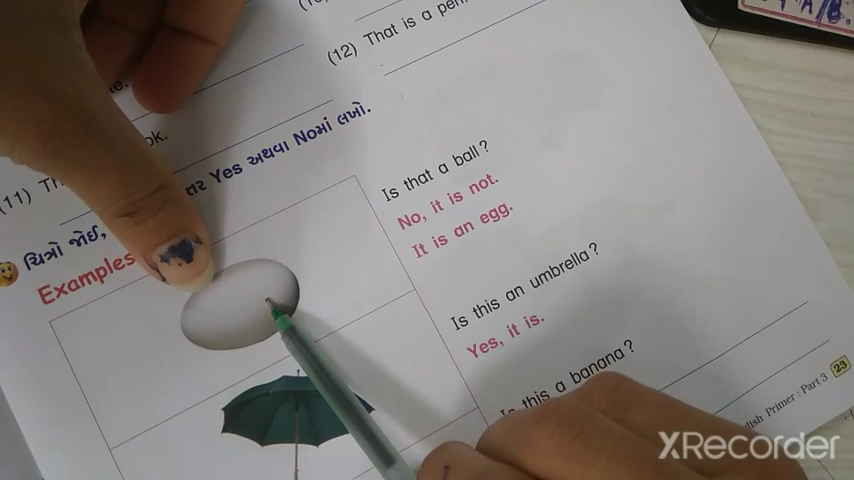 (12) That is a pen
(11) Th
ok.
ચિત્રો જોઈ,
તર Yes અથવા Noમાં લખો.
Examples
Is that a ball?
No, it is not.
It is an egg.
Is this an umbrella?
Yes, it is.
this a banana?
glish Primer : Part 3 23
XRecorder